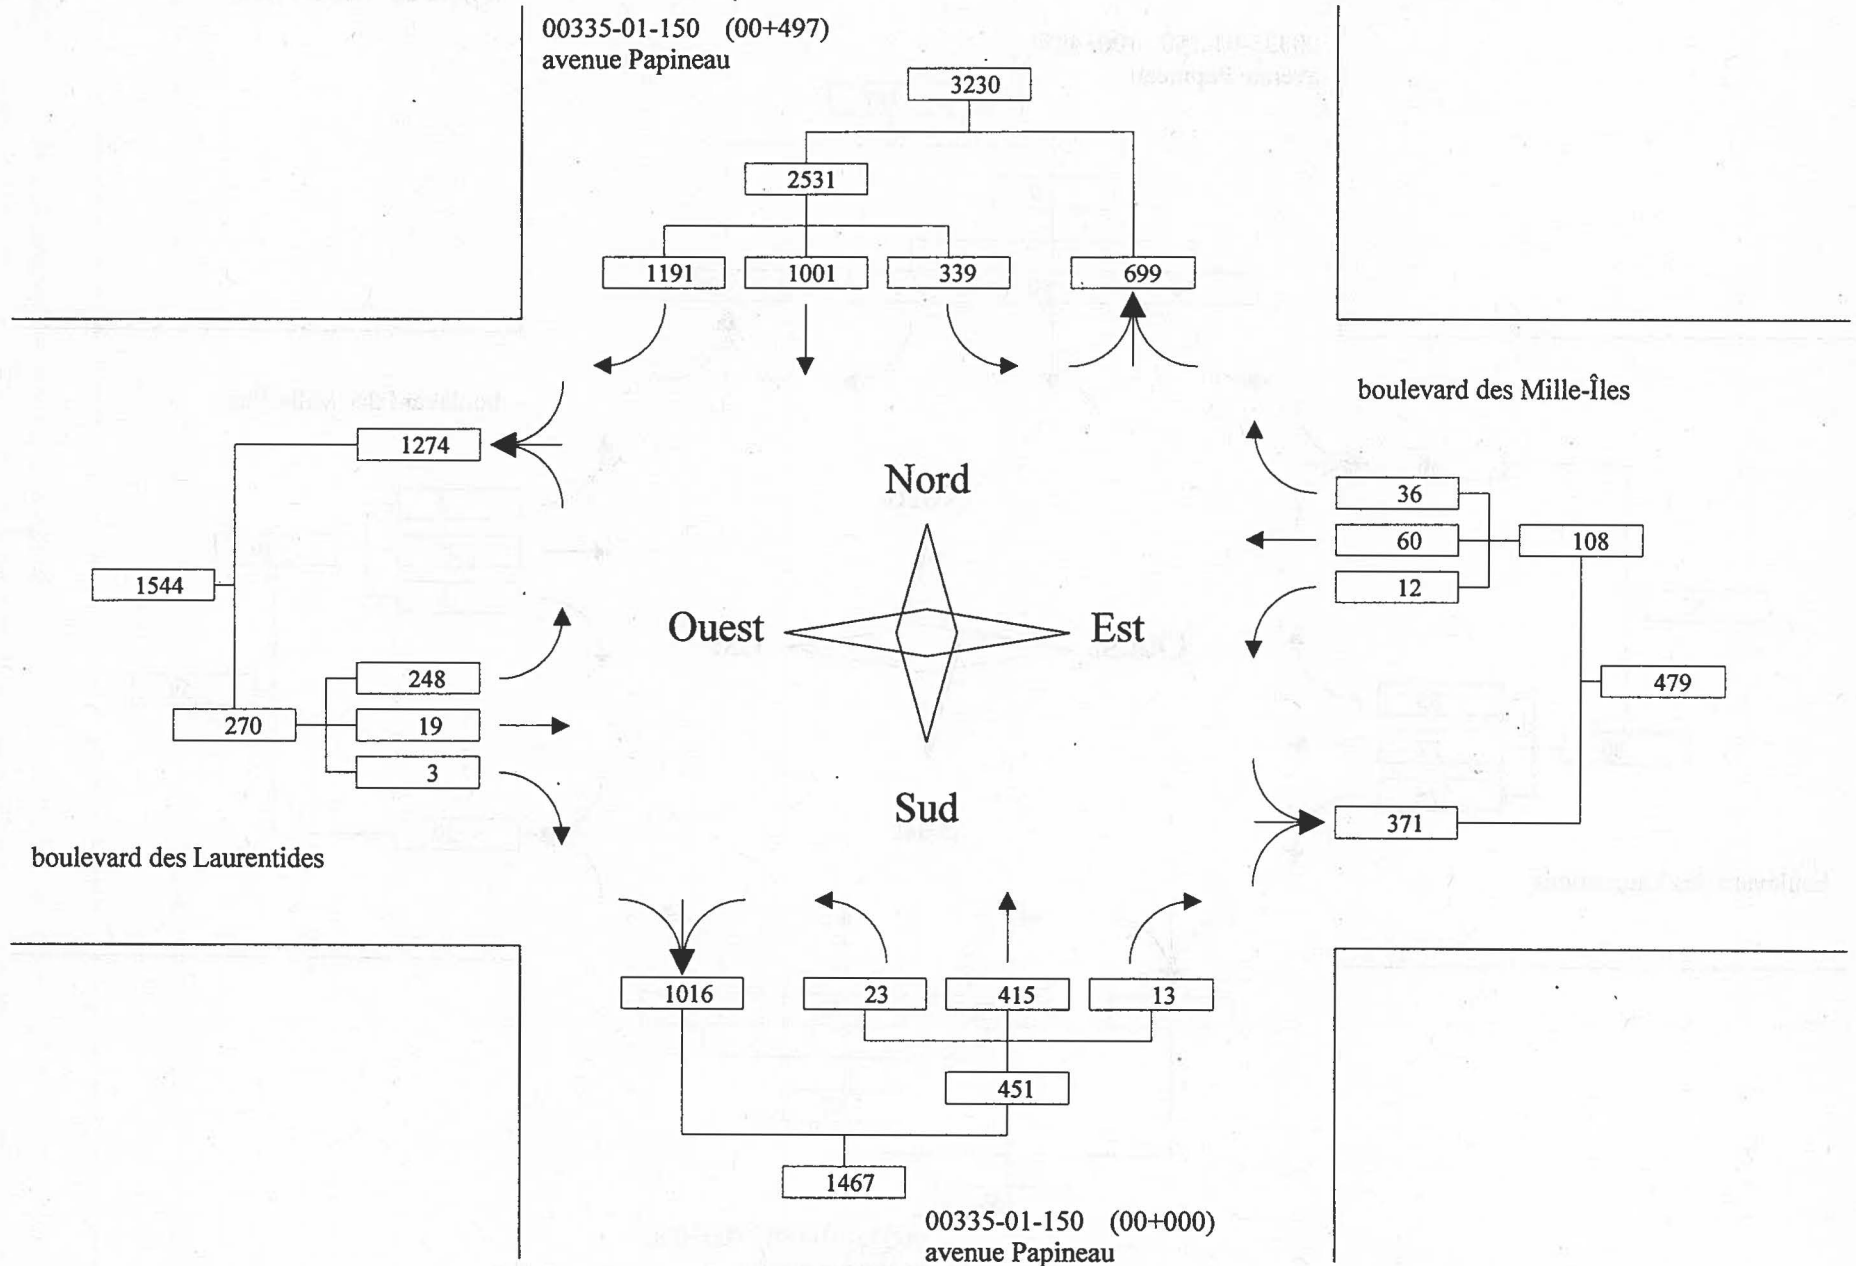 00335-01-150 (00+497)
avenue Papineau
3230
2531
1191 1001 339 699
boulevard des Mille-Îles
1274
Nord
36
60
108
12
1544
Ouest
Est
248
479
270
19
3
Sud
371
boulevard des Laurentides
1016 23 415 13
451
1467
00335-01-150 (00+000)
avenue Papineau